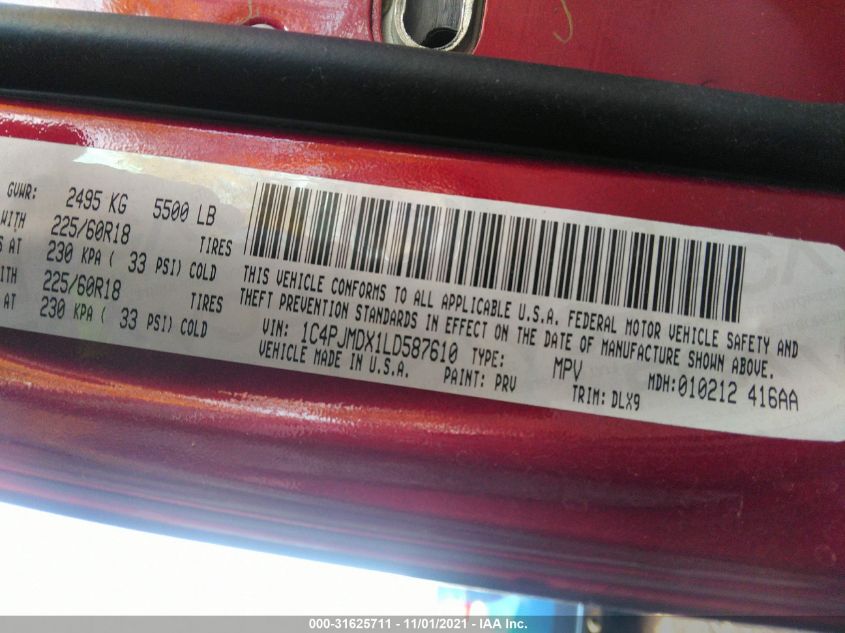 GVWR: 2495 KG 5500 LB
WITH 225/60R18 TIRES
AT 230 KPA ( 33 PSI) COLD
225/60R18 TIRES
AT 230 KPA ( 33 PSI) COLD
THIS VEHICLE CONFORMS TO ALL APPLICABLE U.S.A. FEDERAL MOTOR VEHICLE SAFETY AND
THEFT PREVENTION STANDARDS IN EFFECT ON THE DATE OF MANUFACTURE SHOWN ABOVE.
VIN: 1C4PJMDX1LD587610 TYPE: MPV MDH:010212 416AA
VEHICLE MADE IN U.S.A. PAINT: PRV TRIM: DLX9
000-31625711 - 11/01/2021 - IAA Inc.